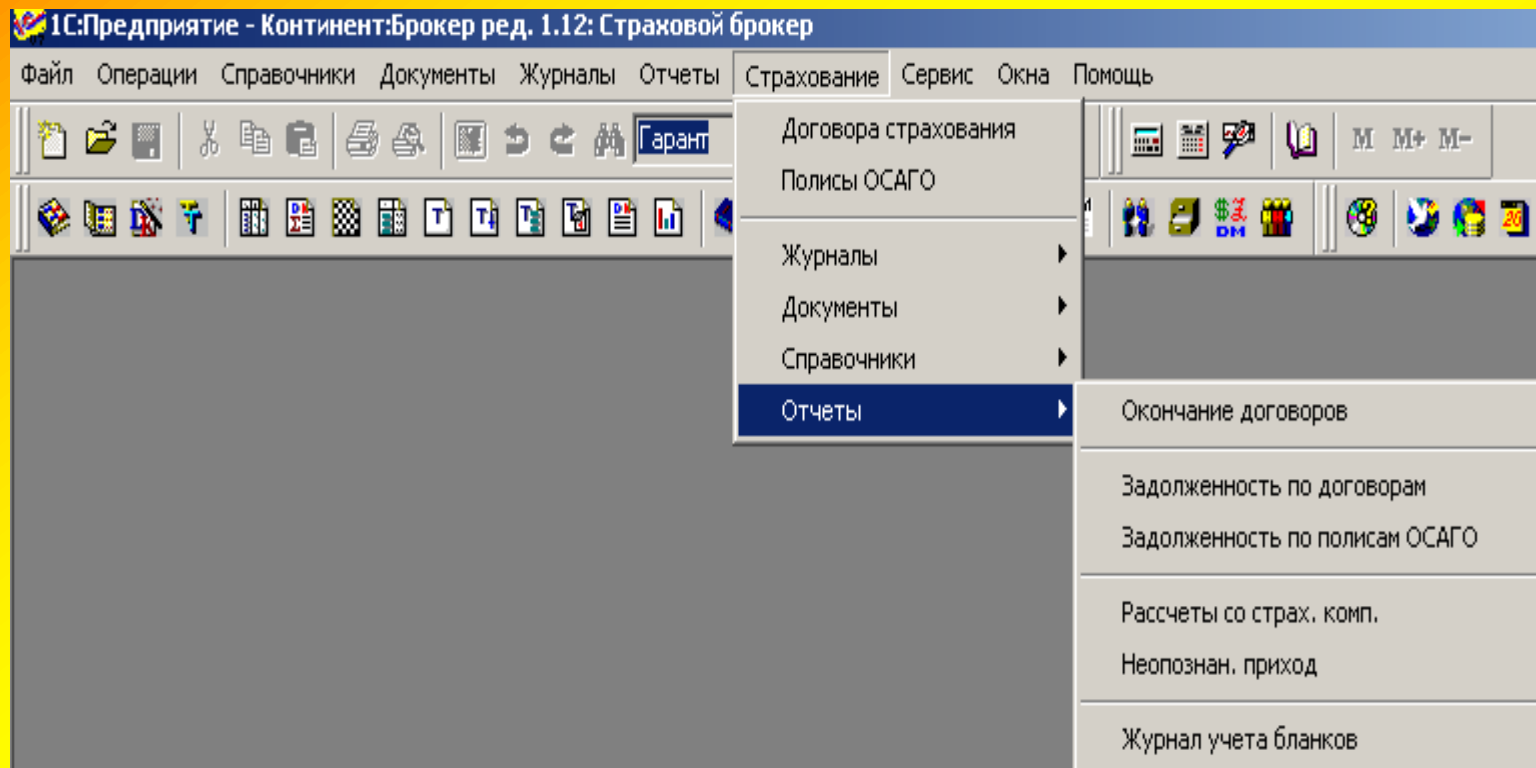 1С:Предприятие - Континент:Брокер ред. 1.12: Страховой брокер
Файл Операции Справочники Документы Журналы Отчеты Страхование Сервис Окна Помощь
Гарант
M M+ M-
Договора страхования
Полисы ОСАГО
Журналы
Документы
Справочники
Отчеты
Окончание договоров
Задолженность по договорам
Задолженность по полисам ОСАГО
Рассчеты со страх. комп.
Неопознан. приход
Журнал учета бланков